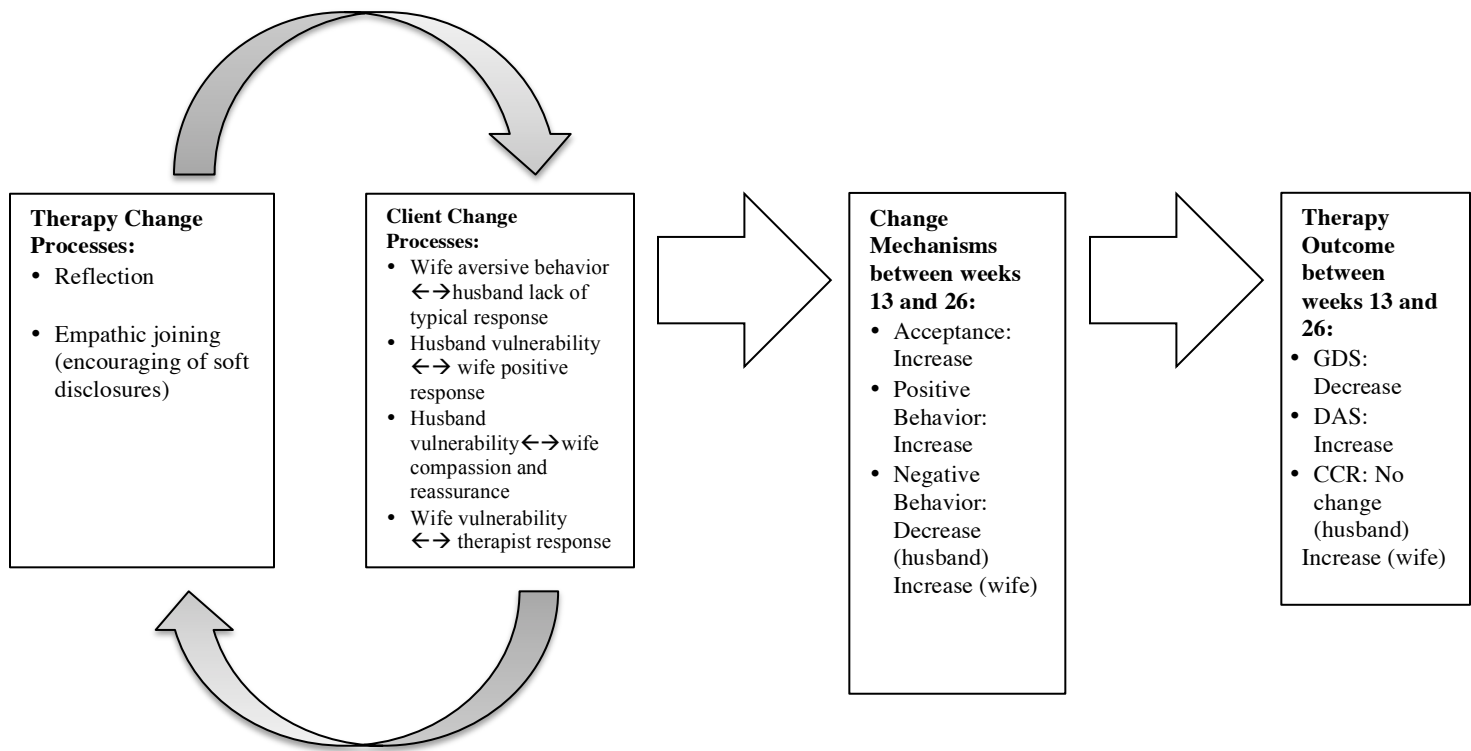 Therapy Change
Processes:
• Reflection
• Empathic joining
(encouraging of soft
disclosures)
Client Change
Processes:
• Wife aversive behavior
←→husband lack of
typical response
• Husband vulnerability
←→ wife positive
response
• Husband
vulnerability←→wife
compassion and
reassurance
• Wife vulnerability
←→ therapist response
Change
Mechanisms
between weeks
13 and 26:
• Acceptance:
Increase
• Positive
Behavior:
Increase
• Negative
Behavior:
Decrease
(husband)
Increase (wife)
Therapy
Outcome
between
weeks 13 and
26:
• GDS:
Decrease
• DAS:
Increase
• CCR: No
change
(husband)
Increase (wife)